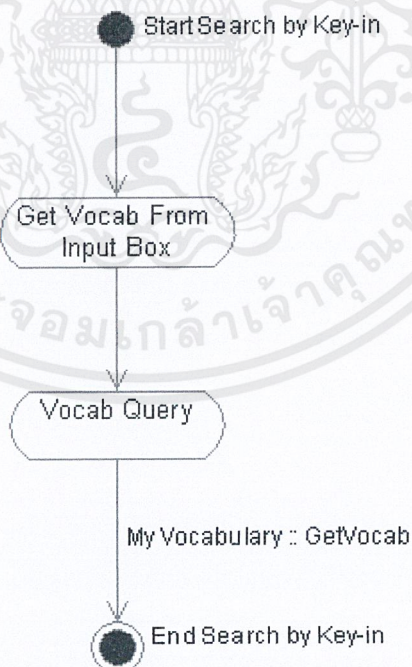 Start Search by Key-in
Get Vocab From
Input Box
Vocab Query
My Vocabulary :: GetVocab
End Search by Key-in